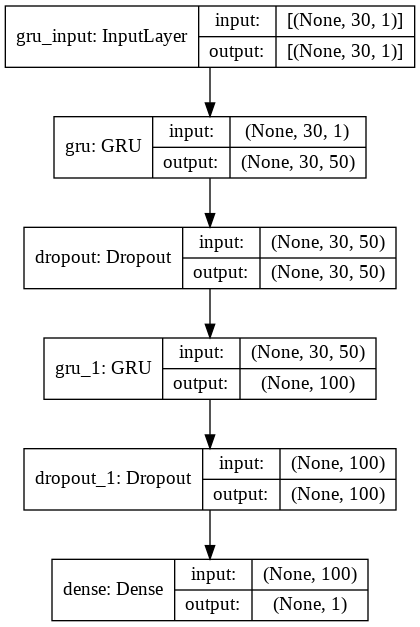 gru_input: InputLayer
input: [(None, 30, 1)]
output: [(None, 30, 1)]
gru: GRU
input: (None, 30, 1)
output: (None, 30, 50)
dropout: Dropout
input: (None, 30, 50)
output: (None, 30, 50)
gru_1: GRU
input: (None, 30, 50)
output: (None, 100)
dropout_1: Dropout
input: (None, 100)
output: (None, 100)
dense: Dense
input: (None, 100)
output: (None, 1)